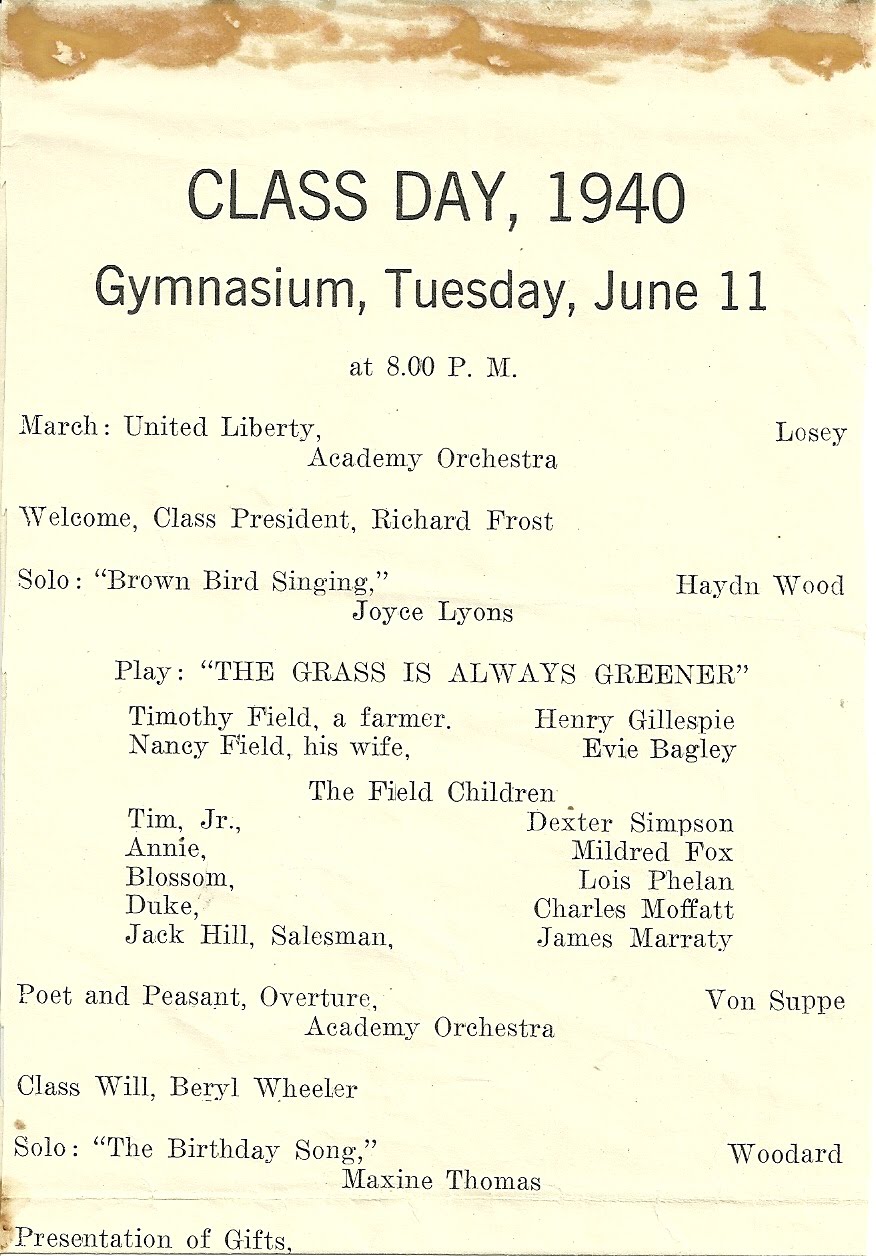 CLASS DAY, 1940
Gymnasium, Tuesday, June 11
at 8.00 P. M.
March: United Liberty, Losey
Academy Orchestra
Welcome, Class President, Richard Frost
Solo: “Brown Bird Singing,” Haydn Wood
Joyce Lyons
Play: “THE GRASS IS ALWAYS GREENER”
Timothy Field, a farmer. Henry Gillespie
Nancy Field, his wife, Evie Bagley
The Field Children
Tim, Jr., Dexter Simpson
Annie, Mildred Fox
Blossom, Lois Phelan
Duke, Charles Moffatt
Jack Hill, Salesman, James Marraty
Poet and Peasant, Overture, Von Suppe
Academy Orchestra
Class Will, Beryl Wheeler
Solo: “The Birthday Song,” Woodard
Maxine Thomas
Presentation of Gifts,